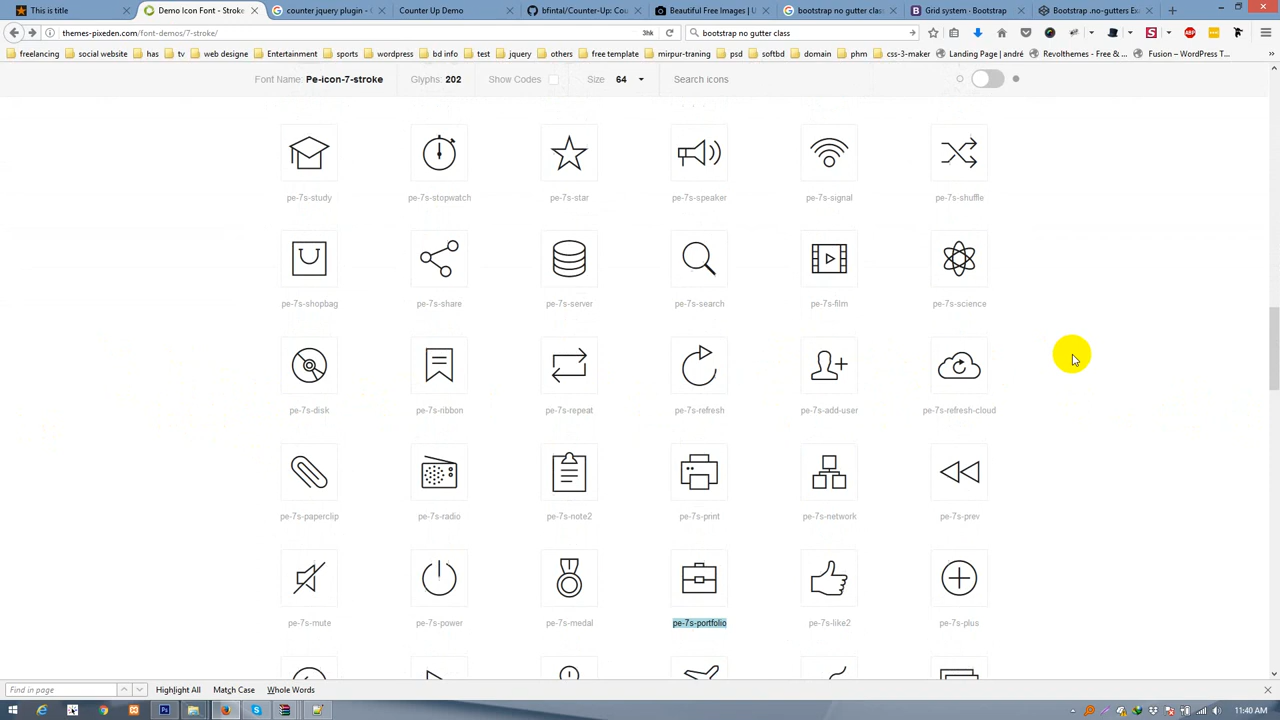 This is title
Demo Icon Font - Stroke
counter jquery plugin -
Counter Up Demo
bfintal/Counter-Up: Cou
Beautiful Free Images | U
bootstrap no gutter class
Grid system · Bootstrap
Bootstrap .no-gutters Ex
themes-pixeden.com/font-demos/7-stroke/
bootstrap no gutter class
freelancing
social website
has
tv
web designe
Entertainment
sports
wordpress
bd info
test
jquery
others
free template
mirpur-traning
psd
softbd
domain
phm
css-3-maker
Landing Page | andré
Revolthemes - Free & ...
Fusion – WordPress T...
Font Name: Pe-icon-7-stroke
Glyphs: 202
Show Codes
Size 64
Search icons
pe-7s-study
pe-7s-stopwatch
pe-7s-star
pe-7s-speaker
pe-7s-signal
pe-7s-shuffle
pe-7s-shopbag
pe-7s-share
pe-7s-server
pe-7s-search
pe-7s-film
pe-7s-science
pe-7s-disk
pe-7s-ribbon
pe-7s-repeat
pe-7s-refresh
pe-7s-add-user
pe-7s-refresh-cloud
pe-7s-paperclip
pe-7s-radio
pe-7s-note2
pe-7s-print
pe-7s-network
pe-7s-prev
pe-7s-mute
pe-7s-power
pe-7s-medal
pe-7s-portfolio
pe-7s-like2
pe-7s-plus
Find in page
Highlight All
Match Case
Whole Words
11:40 AM